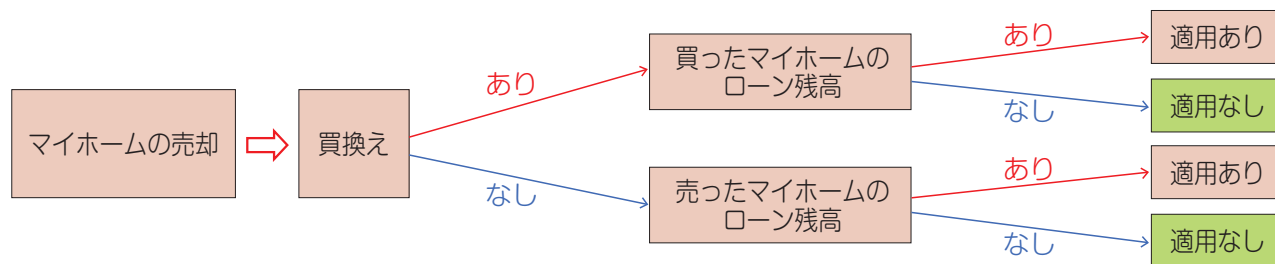 マイホームの売却
買換え
あり
なし
買ったマイホームの
ローン残高
あり
なし
適用あり
適用なし
売ったマイホームの
ローン残高
あり
なし
適用あり
適用なし